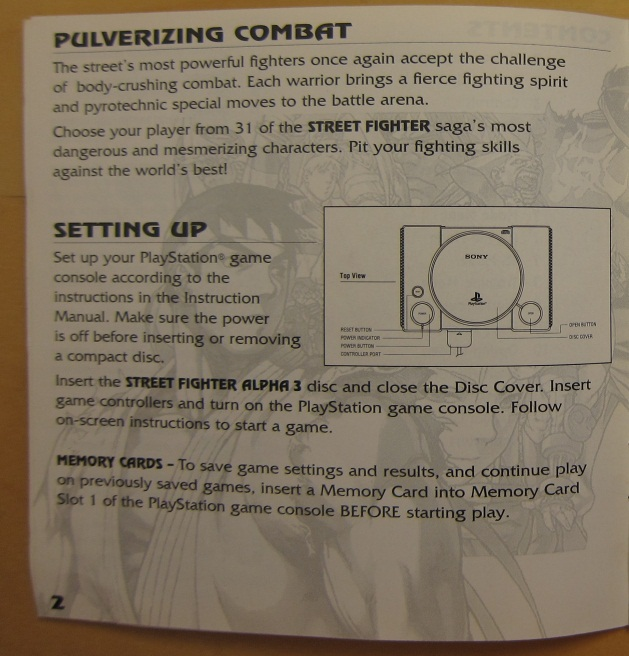 PULVERIZING COMBAT
The street's most powerful fighters once again accept the challenge
of body-crushing combat. Each warrior brings a fierce fighting spirit
and pyrotechnic special moves to the battle arena.
Choose your player from 31 of the STREET FIGHTER saga's most
dangerous and mesmerizing characters. Pit your fighting skills
against the world's best!
SETTING UP
Set up your PlayStation® game
console according to the
instructions in the Instruction
Manual. Make sure the power
is off before inserting or removing
a compact disc.
SONY
Top View
PlayStation
RESET BUTTON
POWER INDICATOR
POWER BUTTON
CONTROLLER PORT
OPEN BUTTON
DISC COVER
Insert the STREET FIGHTER ALPHA 3 disc and close the Disc Cover. Insert
game controllers and turn on the PlayStation game console. Follow
on-screen instructions to start a game.
MEMORY CARDS – To save game settings and results, and continue play
on previously saved games, insert a Memory Card into Memory Card
Slot 1 of the PlayStation game console BEFORE starting play.
2